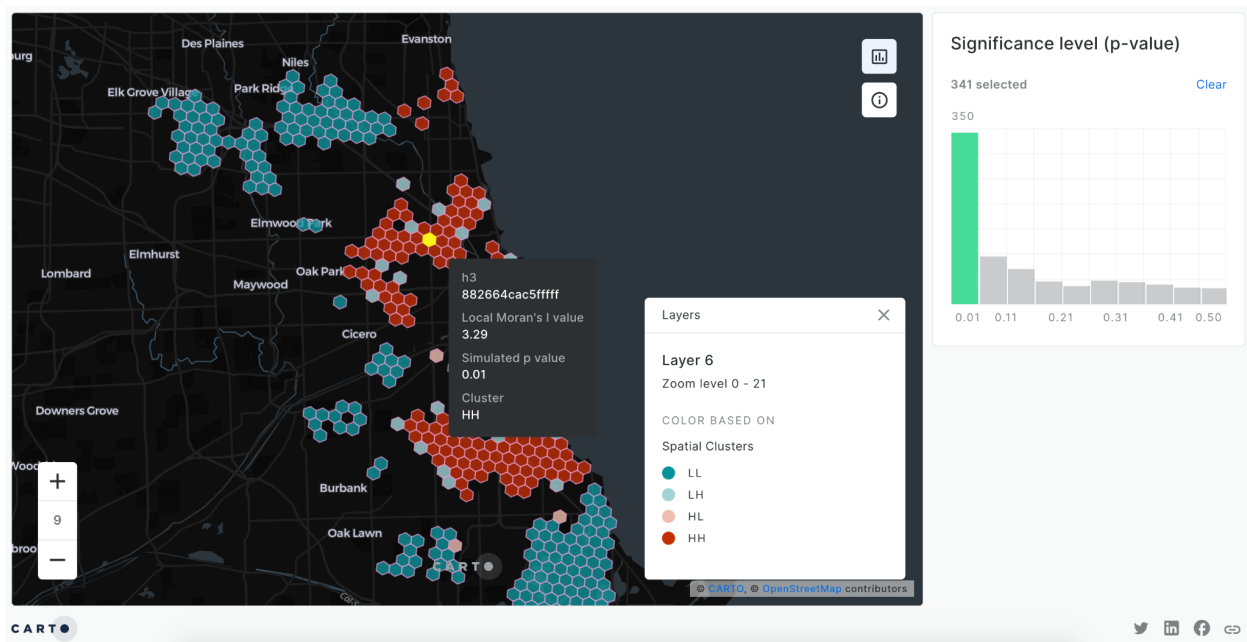 Des Plaines
Evanston
urg
Niles
Elk Grove Village
Park Ridge
Elmwood Park
Elmhurst
Lombard
Oak Park
Maywood
Cicero
Downers Grove
Wood
Burbank
Oak Lawn
broo
h3
882664cac5fffff
Local Moran's I value
3.29
Simulated p value
0.01
Cluster
HH
+
9
−
CARTO
Layers
Layer 6
Zoom level 0 - 21
COLOR BASED ON
Spatial Clusters
LL
LH
HL
HH
© CARTO, © OpenStreetMap contributors
Significance level (p-value)
341 selected
Clear
350
0.01 0.11 0.21 0.31 0.41 0.50
CARTO